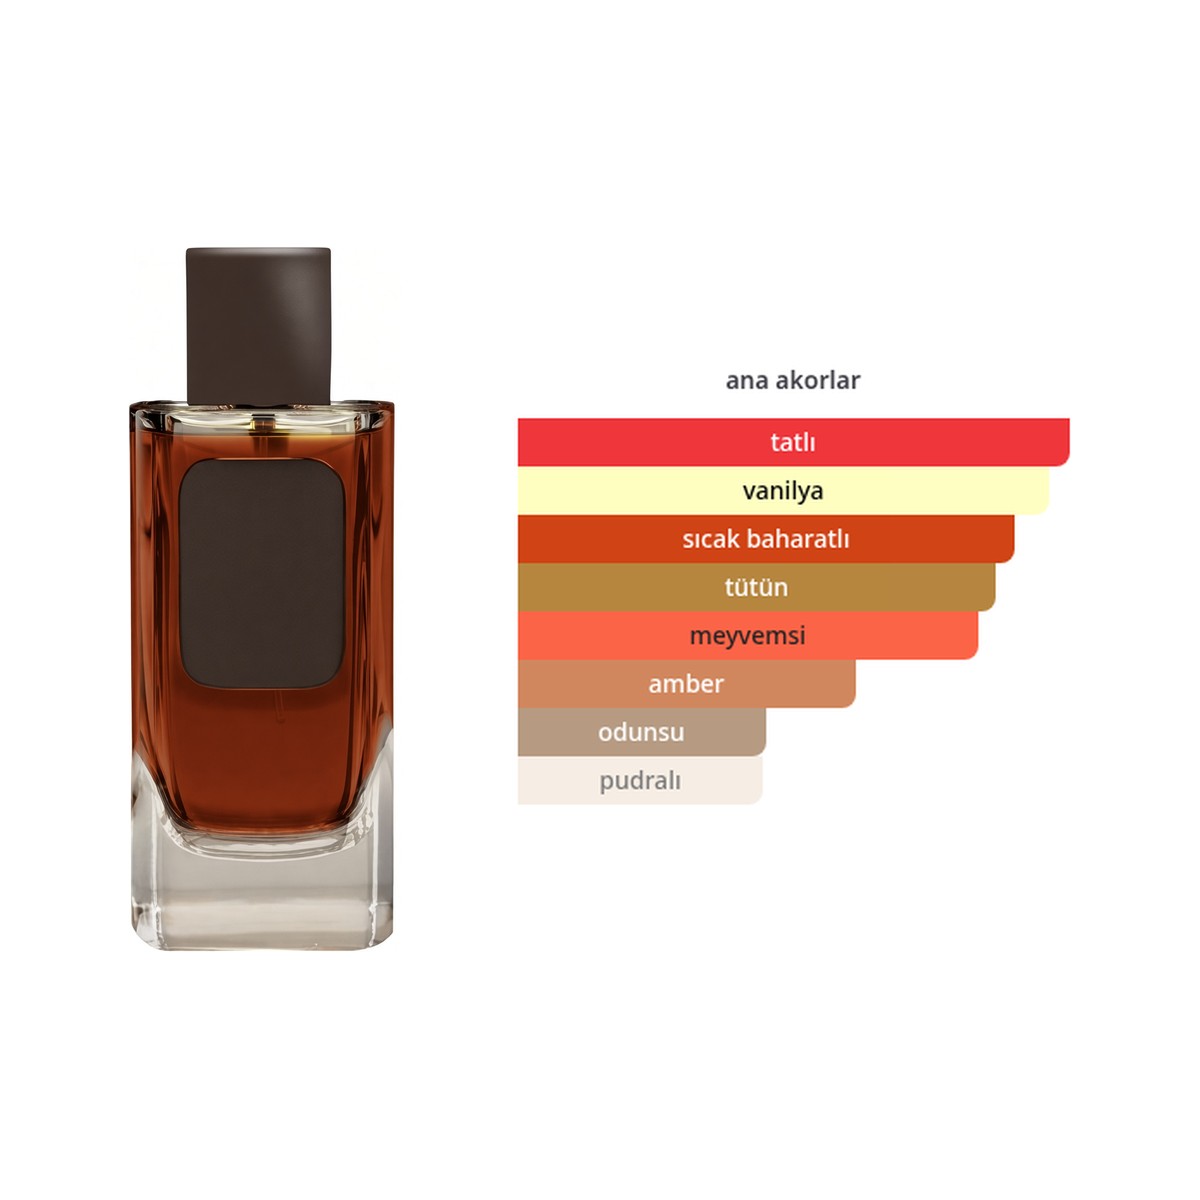 ana akorlar
tatlı
vanilya
sıcak baharatlı
tütün
meyvemsi
amber
odunsu
pudralı